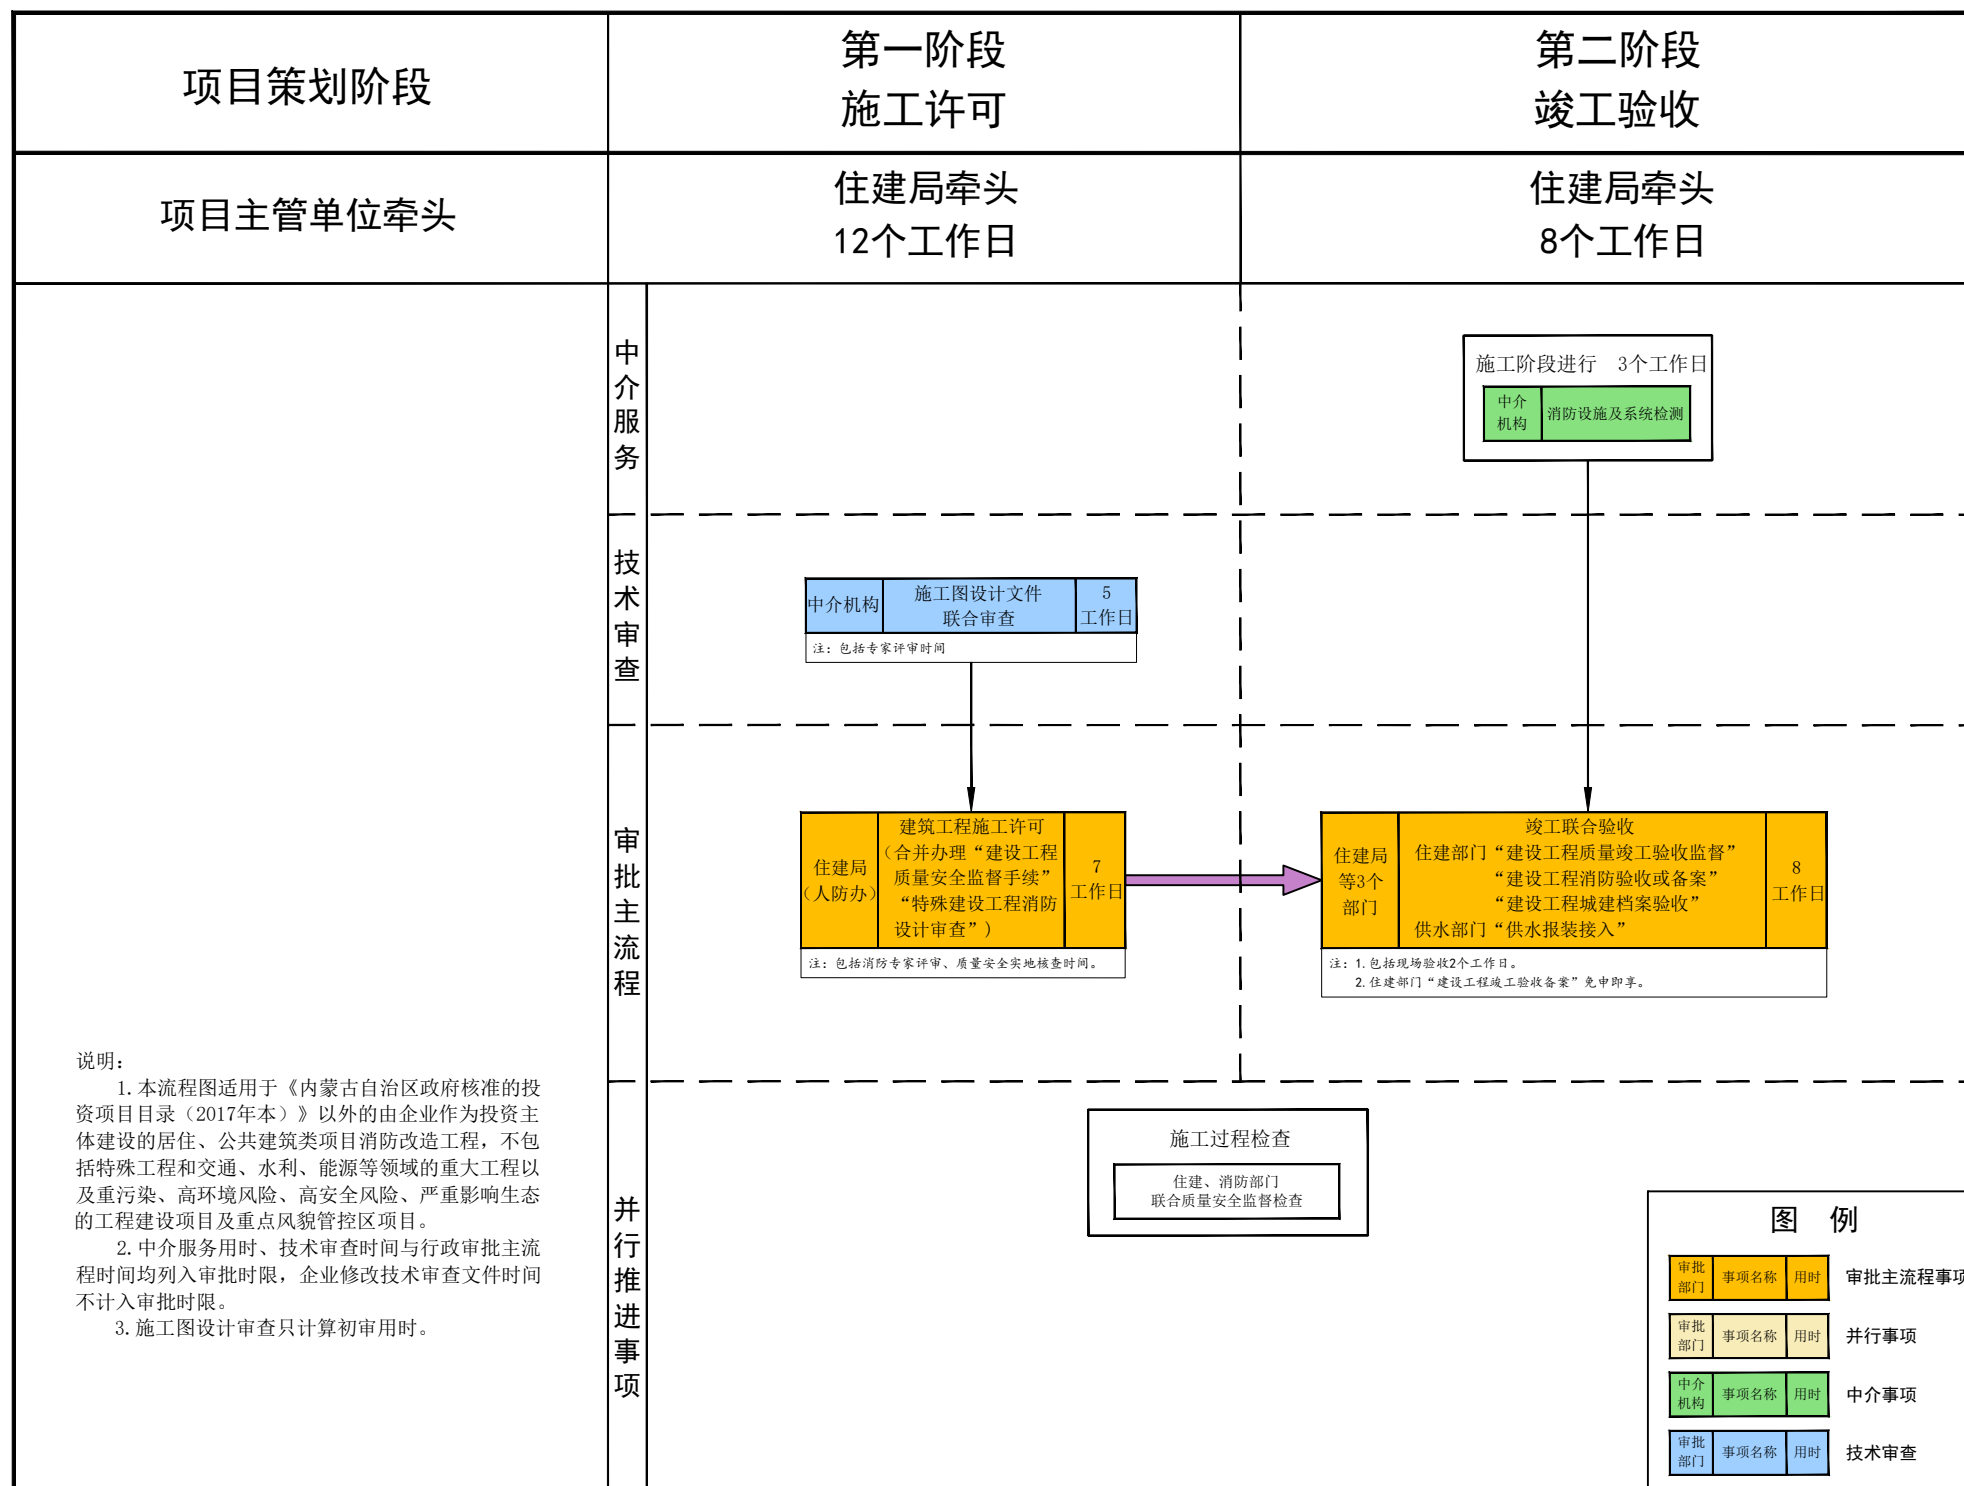 项目策划阶段
第一阶段
施工许可
第二阶段
竣工验收
项目主管单位牵头
住建局牵头
12个工作日
住建局牵头
8个工作日
中介服务
施工阶段进行 3个工作日
中介
机构
消防设施及系统检测
技术审查
中介机构
施工图设计文件
联合审查
5
工作日
注：包括专家评审时间
审批主流程
住建局
（人防办）
建筑工程施工许可
（合并办理“建设工程
质量安全监督手续”
“特殊建设工程消防
设计审查”)
7
工作日
注：包括消防专家评审、质量安全实地核查时间。
住建局
等3个
部门
竣工联合验收
住建部门“建设工程质量竣工验收监督”
“建设工程消防验收或备案”
“建设工程城建档案验收”
供水部门“供水报装接入”
8
工作日
注：1.包括现场验收2个工作日。
2.住建部门“建设工程竣工验收备案”免申即享。
说明：
1.本流程图适用于《内蒙古自治区政府核准的投
资项目目录（2017年本）》以外的由企业作为投资主
体建设的居住、公共建筑类项目消防改造工程，不包
括特殊工程和交通、水利、能源等领域的重大工程以
及重污染、高环境风险、高安全风险、严重影响生态
的工程建设项目及重点风貌管控区项目。
2.中介服务用时、技术审查时间与行政审批主流
程时间均列入审批时限，企业修改技术审查文件时间
不计入审批时限。
3.施工图设计审查只计算初审用时。
并行推进事项
施工过程检查
住建、消防部门
联合质量安全监督检查
图 例
审批
部门
事项名称
用时
审批主流程事项
审批
部门
事项名称
用时
并行事项
中介
机构
事项名称
用时
中介事项
审批
部门
事项名称
用时
技术审查